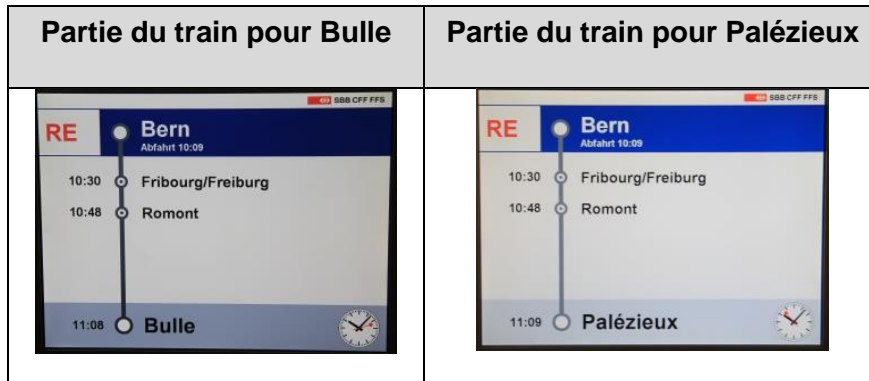 Partie du train pour Bulle
Partie du train pour Palézieux
SBB CFF FFS
RE
Bern
Abfahrt 10:09
10:30 Fribourg/Freiburg
10:48 Romont
11:08 Bulle
SBB CFF FFS
RE
Bern
Abfahrt 10:09
10:30 Fribourg/Freiburg
10:48 Romont
11:09 Palézieux